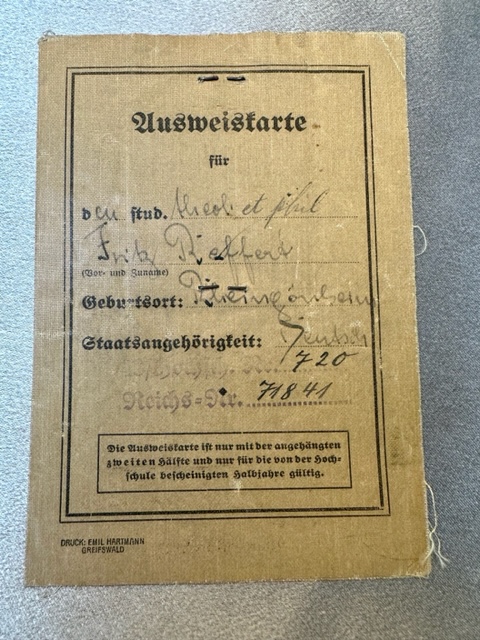 Ausweiskarte
für
den stud. theol. et phil
Fritz Reffert
(Vor- und Zuname)
Geburtsort: Rheingönheim
Staatsangehörigkeit: Deutsch
720
Reichs-Nr. 71841
Die Ausweiskarte ist nur mit der angehängten
zweiten Hälfte und nur für die von der Hoch-
schule bescheinigten Halbjahre gültig.
DRUCK: EMIL HARTMANN
GREIFSWALD